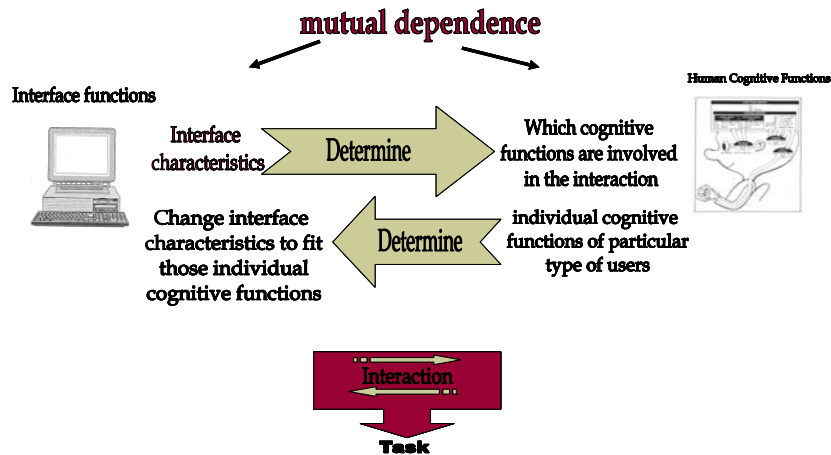 mutual dependence
Human Cognitive Functions
Interface functions
Interface
characteristics
Determine
Which cognitive
functions are involved
in the interaction
Change interface
characteristics to fit
those individual
cognitive functions
Determine
individual cognitive
functions of particular
type of users
Interaction
Task